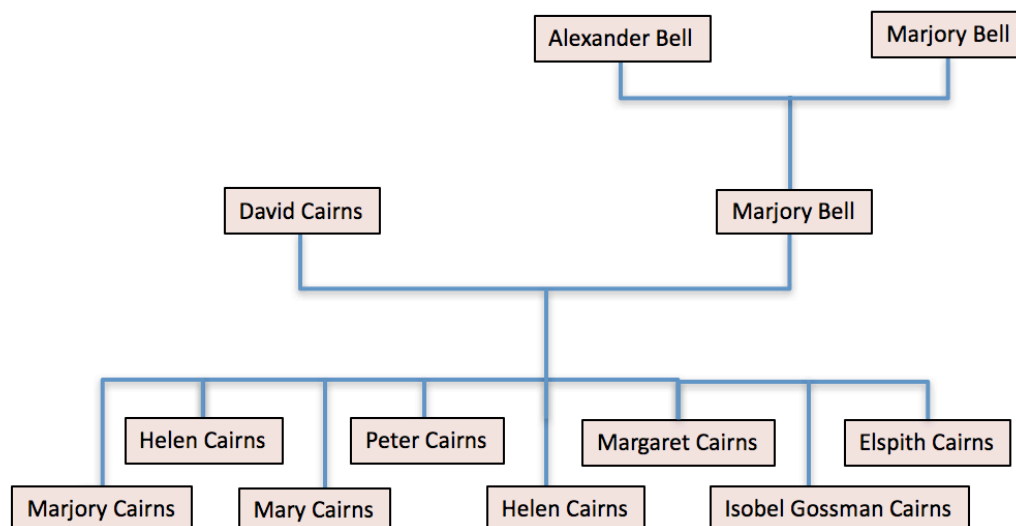 Alexander Bell
Marjory Bell
David Cairns
Marjory Bell
Helen Cairns
Peter Cairns
Margaret Cairns
Elspith Cairns
Marjory Cairns
Mary Cairns
Helen Cairns
Isobel Gossman Cairns